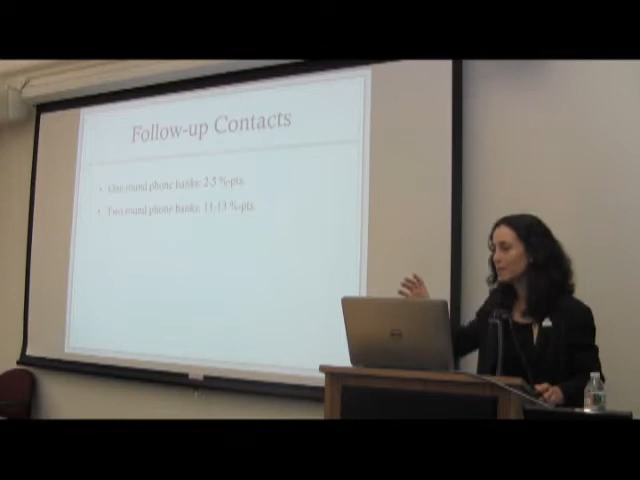 Follow-up Contacts
• One round phone banks: 2-5 %-pts.
• Two round phone banks: 11-13 %-pts.